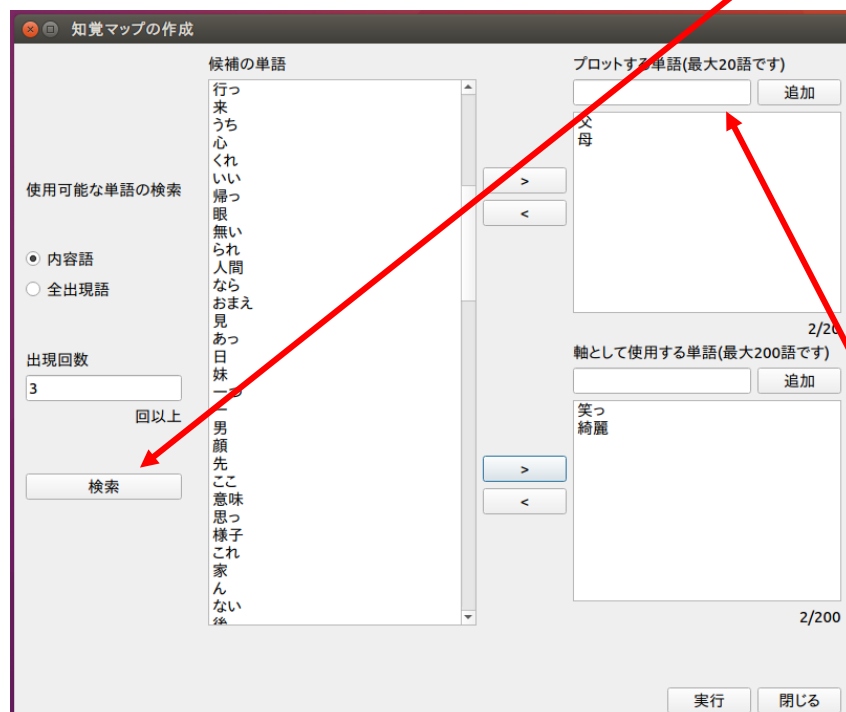 知覚マップの作成
使用可能な単語の検索
内容語
全出現語
出現回数
3
回以上
検索
候補の単語
行っ
来
うち
心
くれ
いい
帰っ
眼
無い
られ
人間
なら
おまえ
見
あっ
日
妹
一つ
一
男
顔
先
ここ
意味
思っ
様子
これ
家
ん
ない
後
>
<
>
<
プロットする単語(最大20語です)
追加
父
母
2/20
軸として使用する単語(最大200語です)
追加
笑っ
綺麗
2/200
実行
閉じる